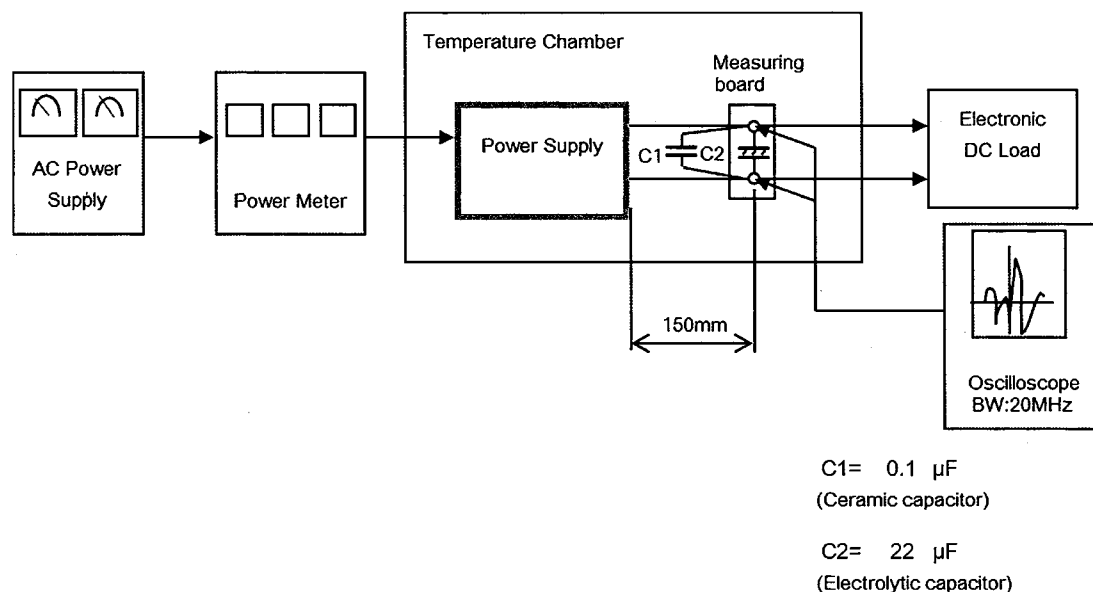 Temperature Chamber
Measuring
board
AC Power
Supply
Power Meter
Power Supply
C1
C2
Electronic
DC Load
150mm
Oscilloscope
BW:20MHz
C1= 0.1 µF
(Ceramic capacitor)
C2= 22 µF
(Electrolytic capacitor)